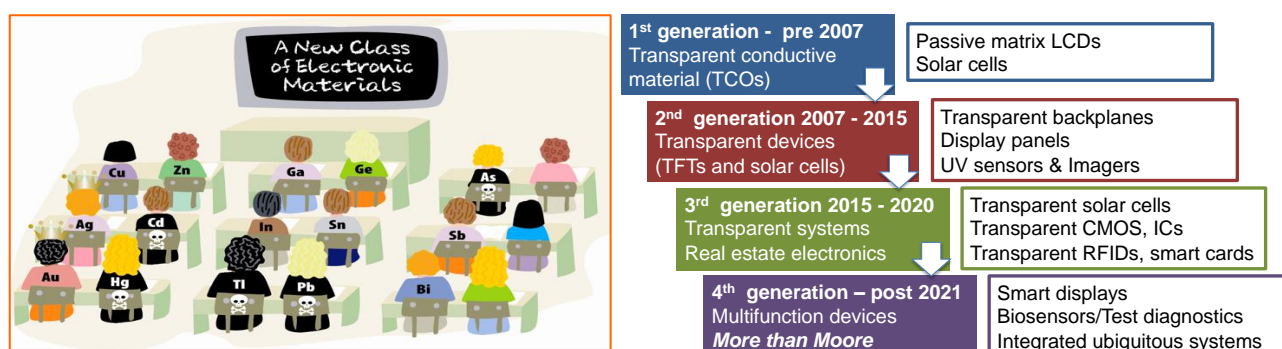 A New Class
of Electronic
Materials
Cu
Zn
Ga
Ge
As
Ag
Cd
In
Sn
Sb
Au
Hg
Tl
Pb
Bi
1st generation - pre 2007
Transparent conductive
material (TCOs)
Passive matrix LCDs
Solar cells
2nd generation 2007 - 2015
Transparent devices
(TFTs and solar cells)
Transparent backplanes
Display panels
UV sensors & Imagers
3rd generation 2015 - 2020
Transparent systems
Real estate electronics
Transparent solar cells
Transparent CMOS, ICs
Transparent RFIDs, smart cards
4th generation – post 2021
Multifunction devices
More than Moore
Smart displays
Biosensors/Test diagnostics
Integrated ubiquitous systems